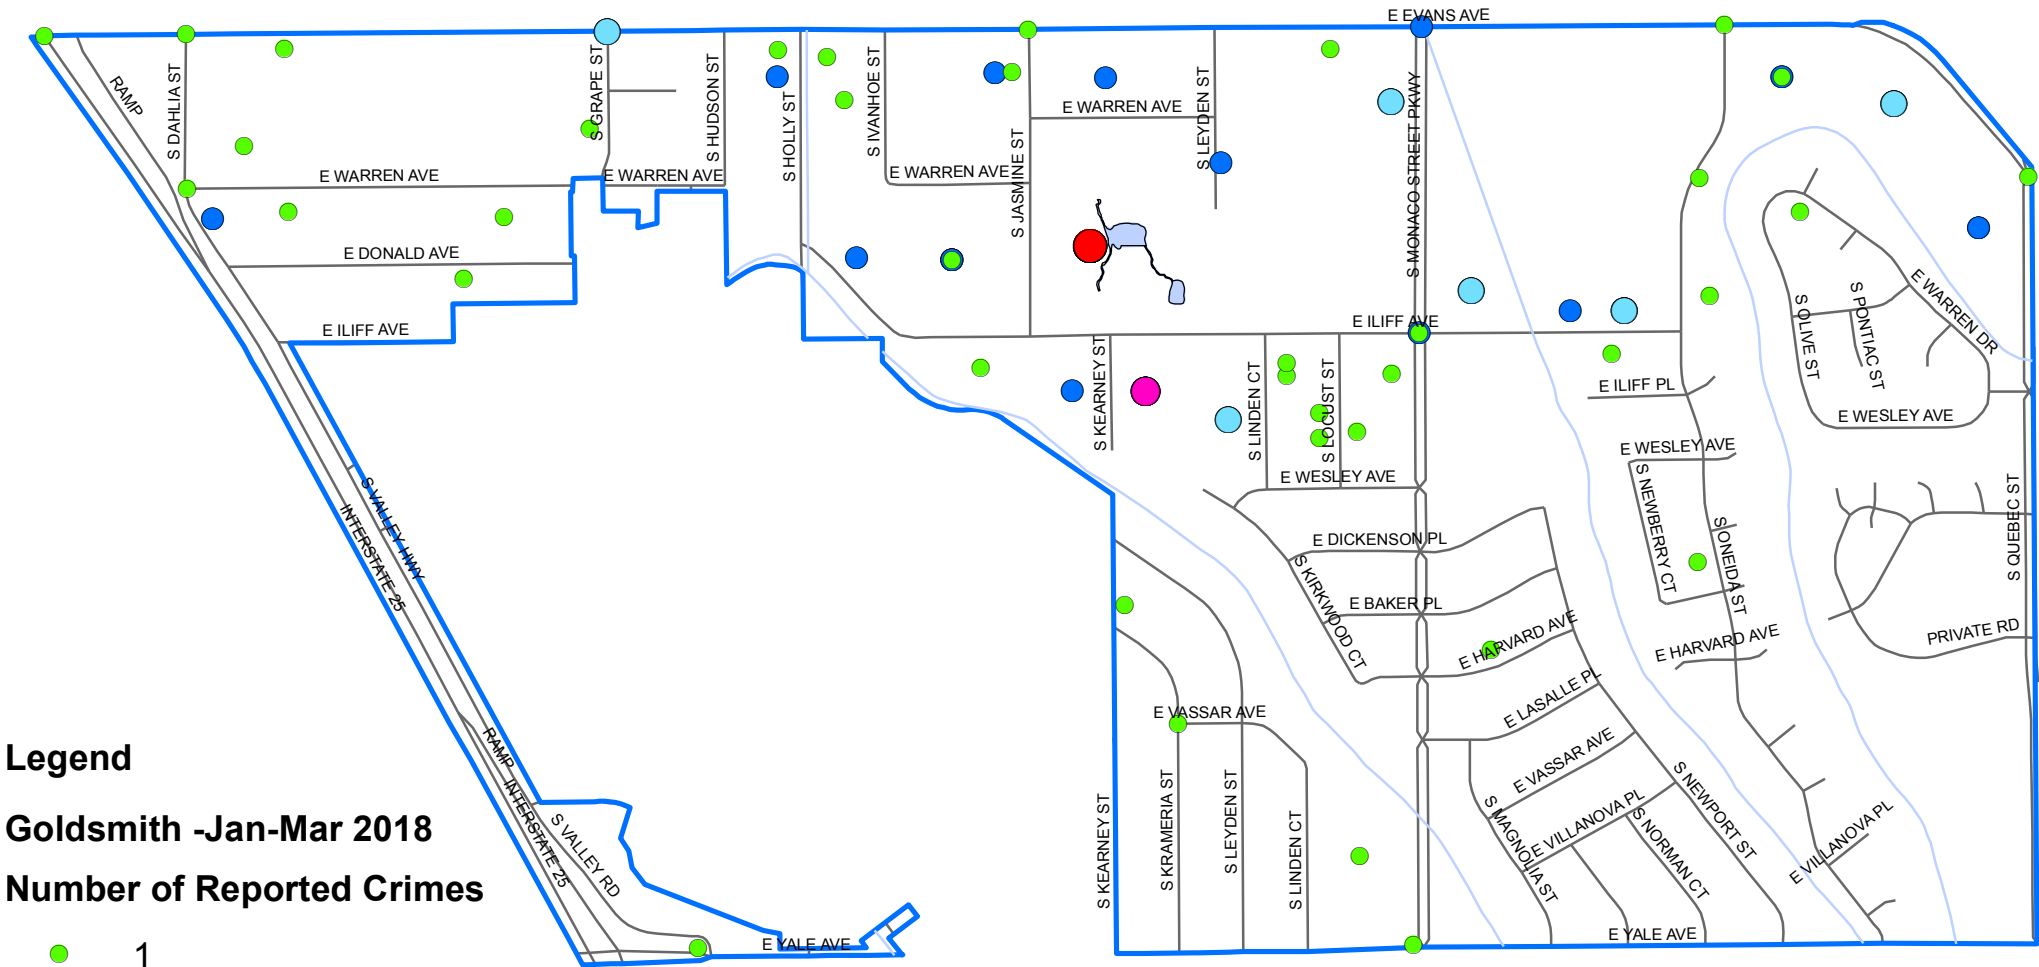 E EVANS AVE
RAMP
S DAHLIA ST
S GRAPE ST
S HUDSON ST
S HOLLY ST
S IVANHOE ST
S JASMINE ST
E WARREN AVE
S LEYDEN ST
S MONACO STREET PKWY
E WARREN AVE
E WARREN AVE
E WARREN AVE
E DONALD AVE
E ILIFF AVE
E ILIFF AVE
E WARREN DR
S OLIVE ST
S PONTIAC ST
E ILIFF PL
E WESLEY AVE
S KEARNEY ST
S LINDEN CT
S LOCUST ST
E WESLEY AVE
E WESLEY AVE
S NEWBERRY CT
S ONEIDA ST
S QUEBEC ST
S VALLEY HWY
INTERSTATE 25
E DICKENSON PL
S KIRKWOOD CT
E BAKER PL
E HARVARD AVE
E HARVARD AVE
PRIVATE RD
E LASALLE PL
E VASSAR AVE
E VASSAR AVE
RAMP
INTERSTATE 25
S VALLEY RD
S KEARNEY ST
S KRAMERIA ST
S LEYDEN ST
S LINDEN CT
S MAGNOLIA ST
E VILLANOVA PL
S NORMAN CT
S NEWPORT ST
E VILLANOVA PL
E YALE AVE
E YALE AVE
Legend
Goldsmith -Jan-Mar 2018
Number of Reported Crimes
1